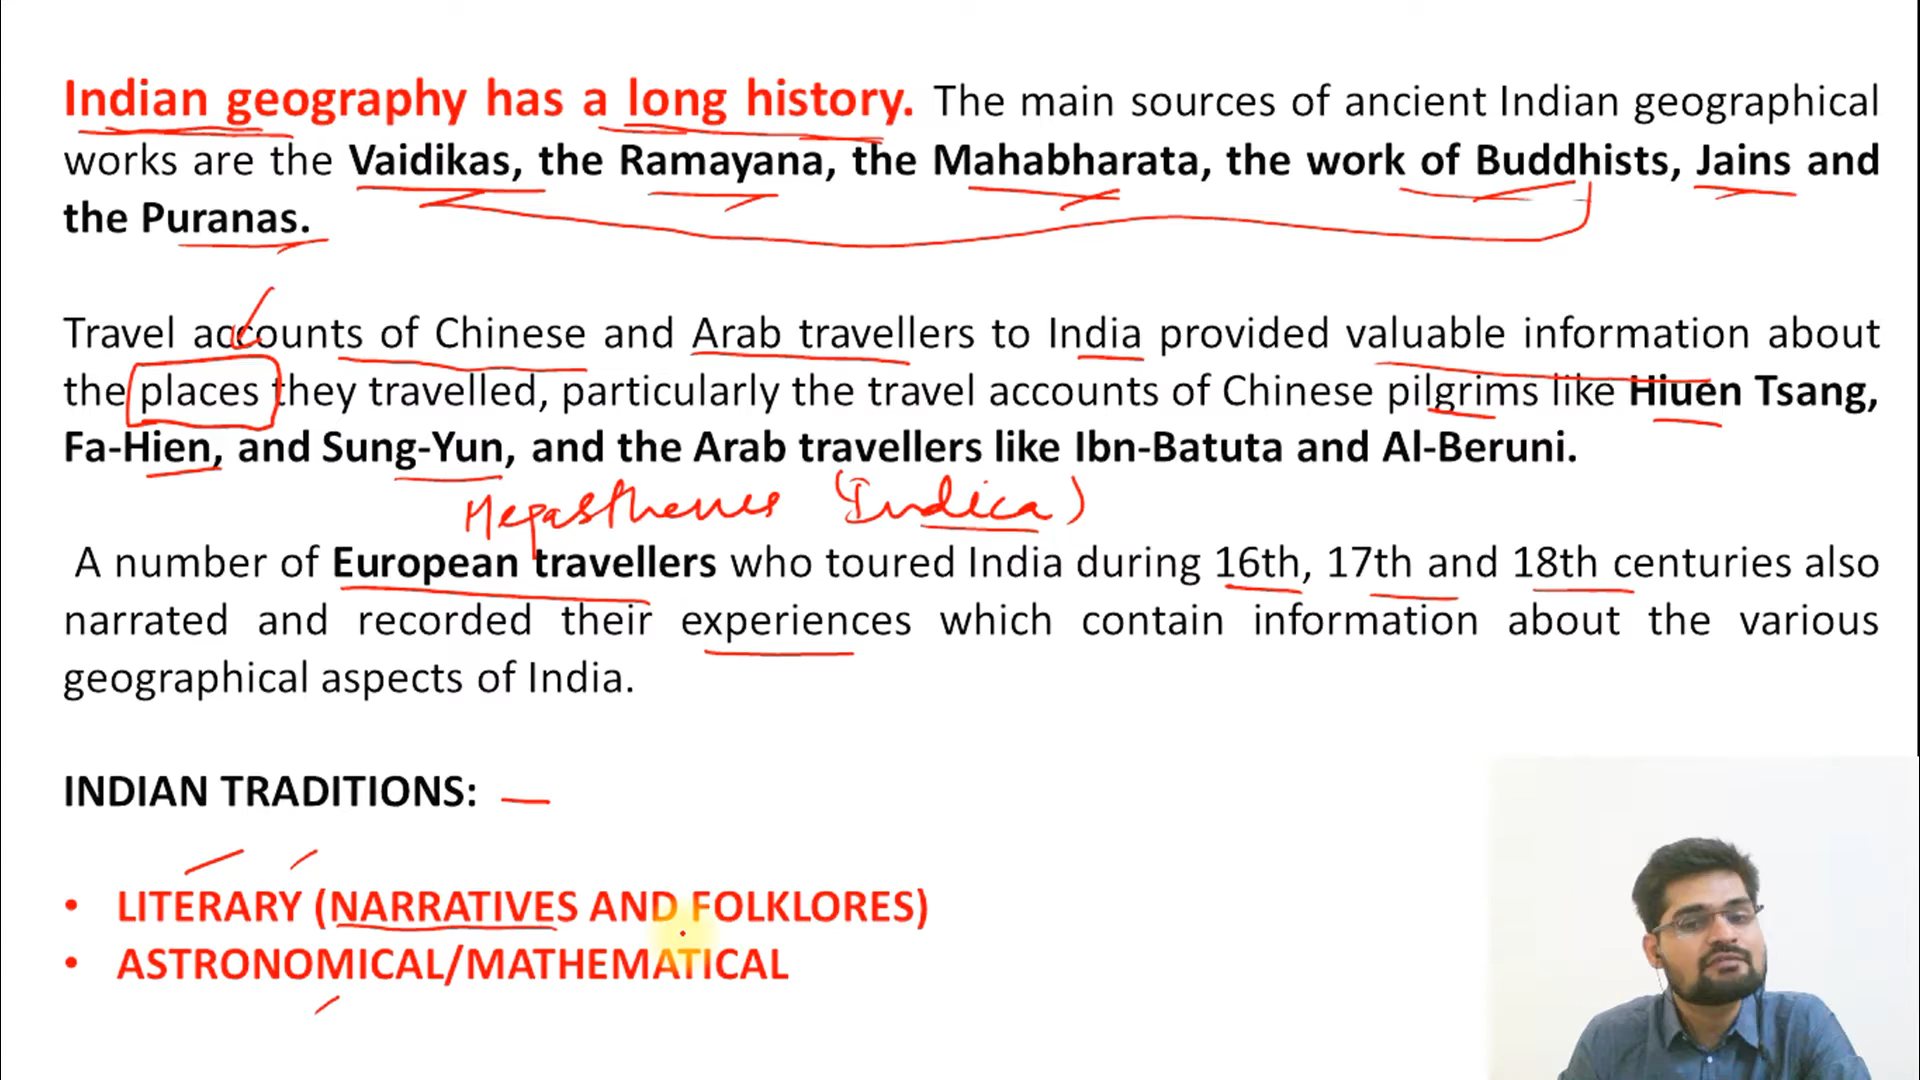 Indian geography has a long history. The main sources of ancient Indian geographical
works are the Vaidikas, the Ramayana, the Mahabharata, the work of Buddhists, Jains and
the Puranas.
Travel accounts of Chinese and Arab travellers to India provided valuable information about
the places they travelled, particularly the travel accounts of Chinese pilgrims like Hiuen Tsang,
Fa-Hien, and Sung-Yun, and the Arab travellers like Ibn-Batuta and Al-Beruni.
Megasthenes (Indica)
A number of European travellers who toured India during 16th, 17th and 18th centuries also
narrated and recorded their experiences which contain information about the various
geographical aspects of India.
INDIAN TRADITIONS:
• LITERARY (NARRATIVES AND FOLKLORES)
• ASTRONOMICAL/MATHEMATICAL